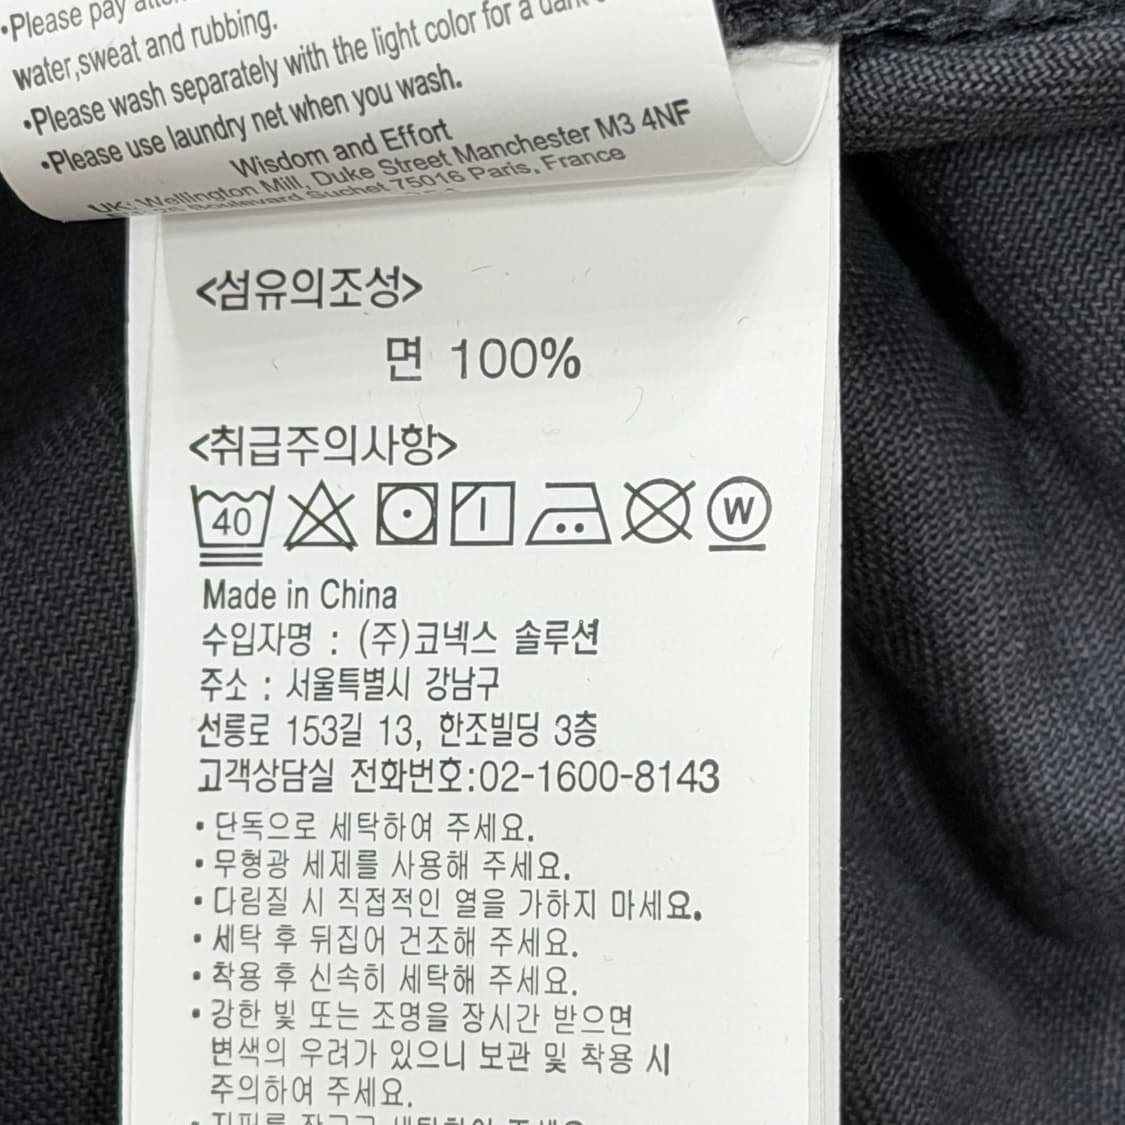 •Please pay
water,sweat and rubbing.
•Please wash separately with the light color for a dark
•Please use laundry net when you wash.
Wisdom and Effort
UK: Wellington Mill, Duke Street Manchester M3 4NF
Boulevard Suchet 75016 Paris, France
<섬유의조성>
면 100%
<취급주의사항>
40 W
Made in China
수입자명 : (주)코넥스 솔루션
주소 : 서울특별시 강남구
선릉로 153길 13, 한조빌딩 3층
고객상담실 전화번호:02-1600-8143
• 단독으로 세탁하여 주세요.
• 무형광 세제를 사용해 주세요.
• 다림질 시 직접적인 열을 가하지 마세요.
• 세탁 후 뒤집어 건조해 주세요.
• 착용 후 신속히 세탁해 주세요.
• 강한 빛 또는 조명을 장시간 받으면
변색의 우려가 있으니 보관 및 착용 시
주의하여 주세요.